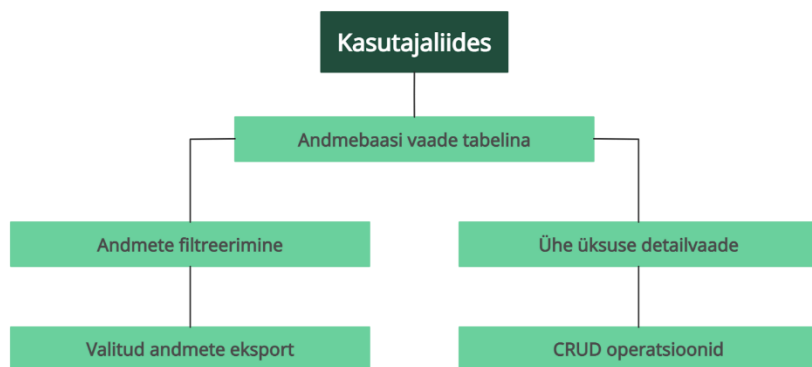 Kasutajaliides
Andmebaasi vaade tabelina
Andmete filtreerimine
Ühe üksuse detailvaade
Valitud andmete eksport
CRUD operatsioonid